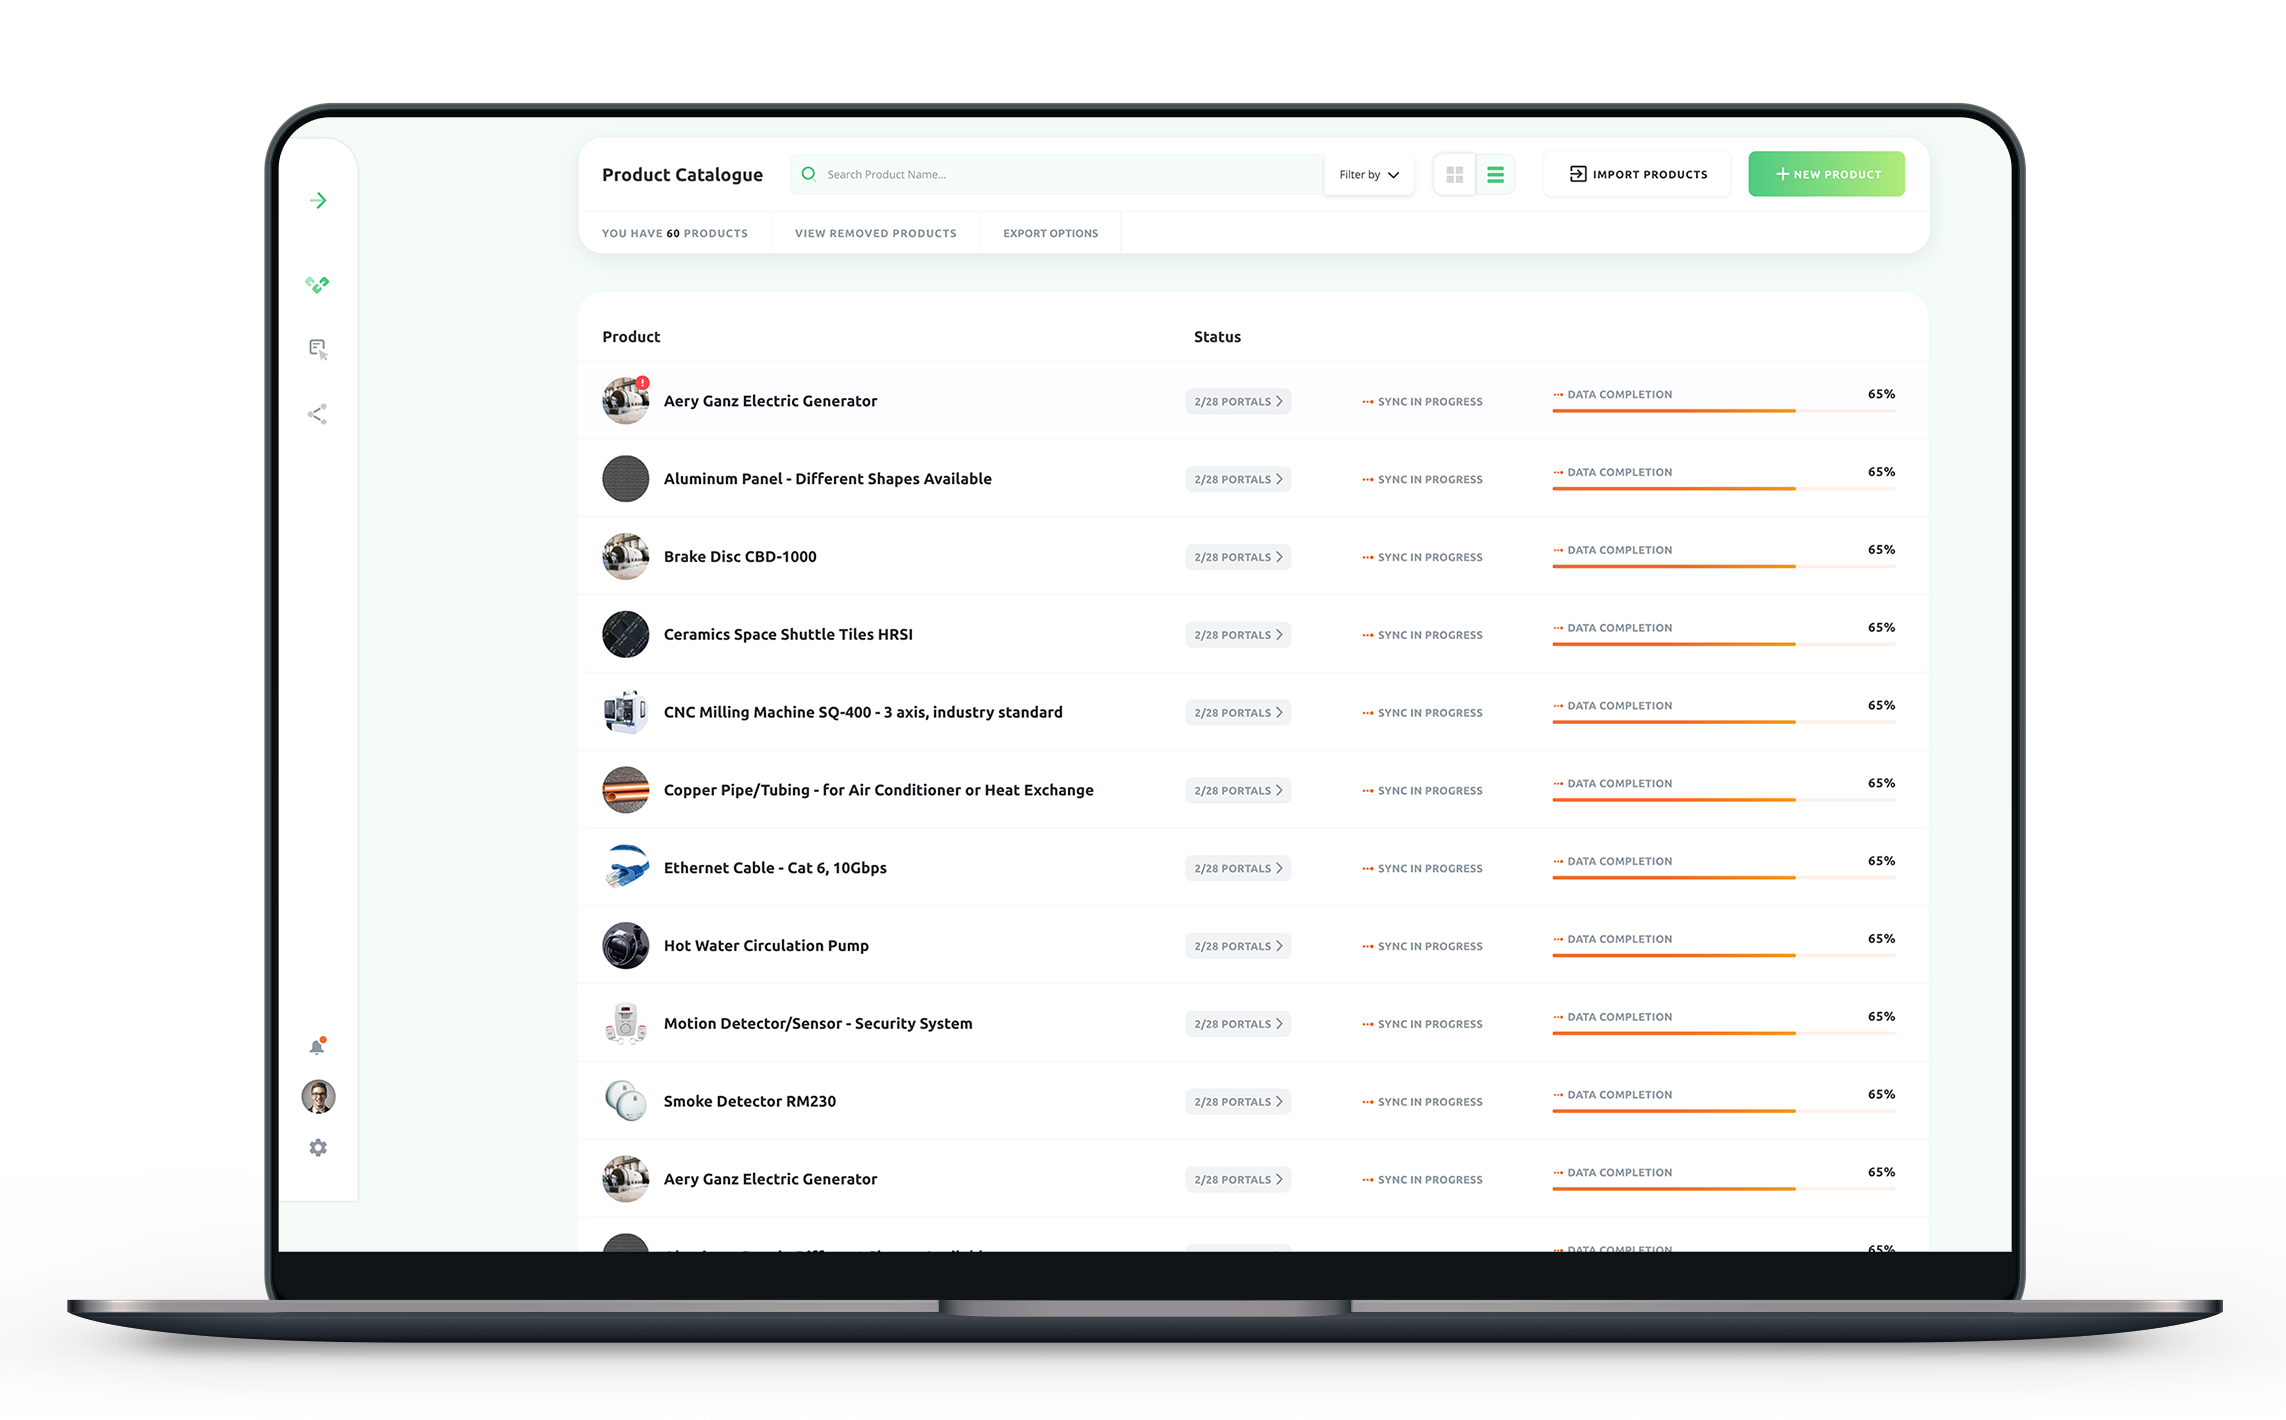 Product Catalogue
Search Product Name...
Filter by
IMPORT PRODUCTS
NEW PRODUCT
YOU HAVE 60 PRODUCTS
VIEW REMOVED PRODUCTS
EXPORT OPTIONS
Product Status
Aery Ganz Electric Generator 2/28 PORTALS SYNC IN PROGRESS DATA COMPLETION 65%
Aluminum Panel - Different Shapes Available 2/28 PORTALS SYNC IN PROGRESS DATA COMPLETION 65%
Brake Disc CBD-1000 2/28 PORTALS SYNC IN PROGRESS DATA COMPLETION 65%
Ceramics Space Shuttle Tiles HRSI 2/28 PORTALS SYNC IN PROGRESS DATA COMPLETION 65%
CNC Milling Machine SQ-400 - 3 axis, industry standard 2/28 PORTALS SYNC IN PROGRESS DATA COMPLETION 65%
Copper Pipe/Tubing - for Air Conditioner or Heat Exchange 2/28 PORTALS SYNC IN PROGRESS DATA COMPLETION 65%
Ethernet Cable - Cat 6, 10Gbps 2/28 PORTALS SYNC IN PROGRESS DATA COMPLETION 65%
Hot Water Circulation Pump 2/28 PORTALS SYNC IN PROGRESS DATA COMPLETION 65%
Motion Detector/Sensor - Security System 2/28 PORTALS SYNC IN PROGRESS DATA COMPLETION 65%
Smoke Detector RM230 2/28 PORTALS SYNC IN PROGRESS DATA COMPLETION 65%
Aery Ganz Electric Generator 2/28 PORTALS SYNC IN PROGRESS DATA COMPLETION 65%
DATA COMPLETION 65%